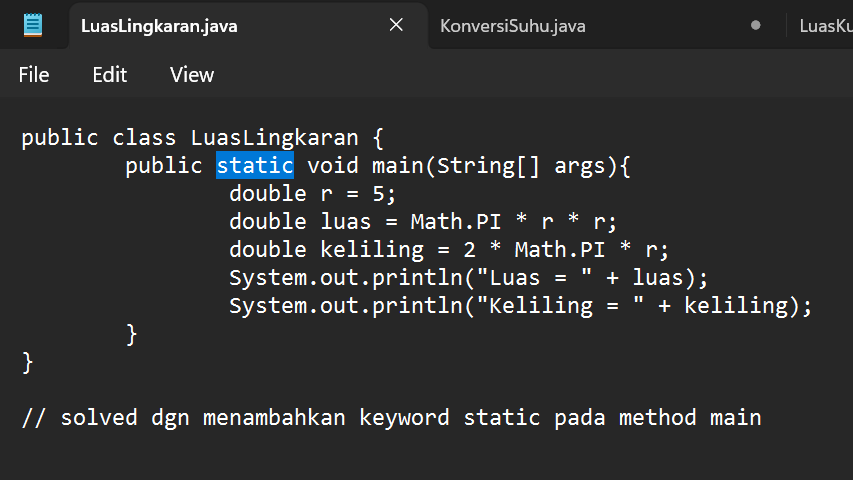 LuasLingkaran.java
KonversiSuhu.java
File Edit View
public class LuasLingkaran {
public static void main(String[] args){
double r = 5;
double luas = Math.PI * r * r;
double keliling = 2 * Math.PI * r;
System.out.println("Luas = " + luas);
System.out.println("Keliling = " + keliling);
}
}
// solved dgn menambahkan keyword static pada method main